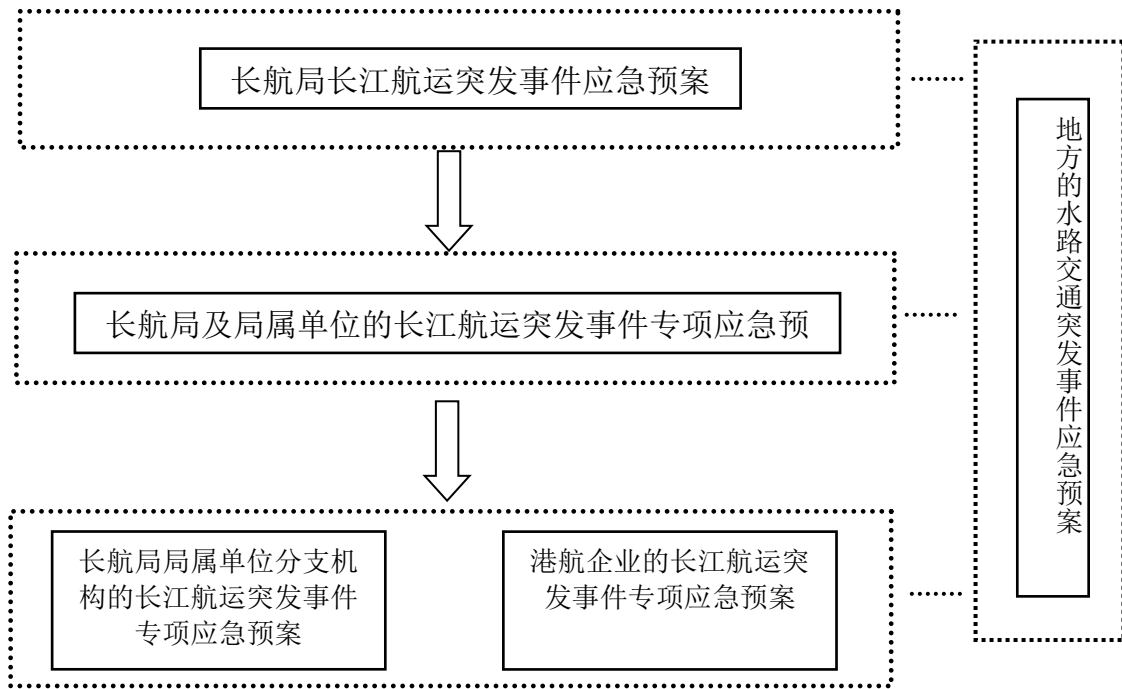 长航局长江航运突发事件应急预案
长航局及局属单位的长江航运突发事件专项应急预
长航局局属单位分支机
构的长江航运突发事件
专项应急预案
港航企业的长江航运突
发事件专项应急预案
地方的水路交通突发事件应急预案